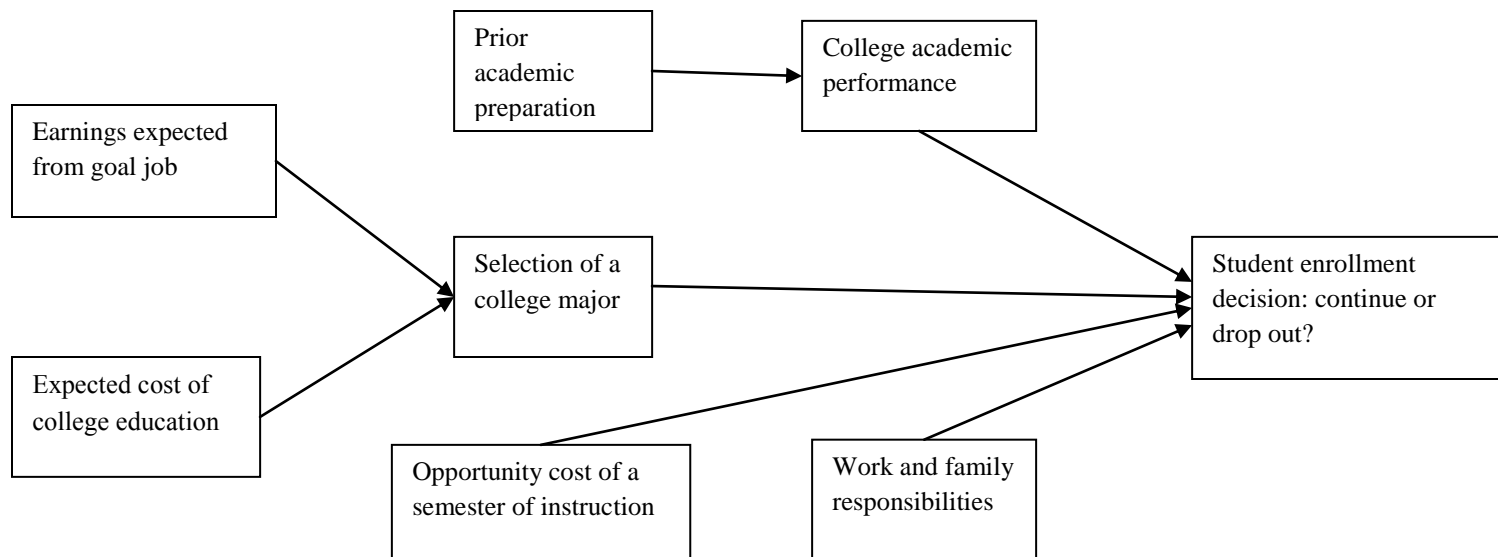 Prior
academic
preparation
College academic
performance
Earnings expected
from goal job
Selection of a
college major
Student enrollment
decision: continue or
drop out?
Expected cost of
college education
Opportunity cost of a
semester of instruction
Work and family
responsibilities